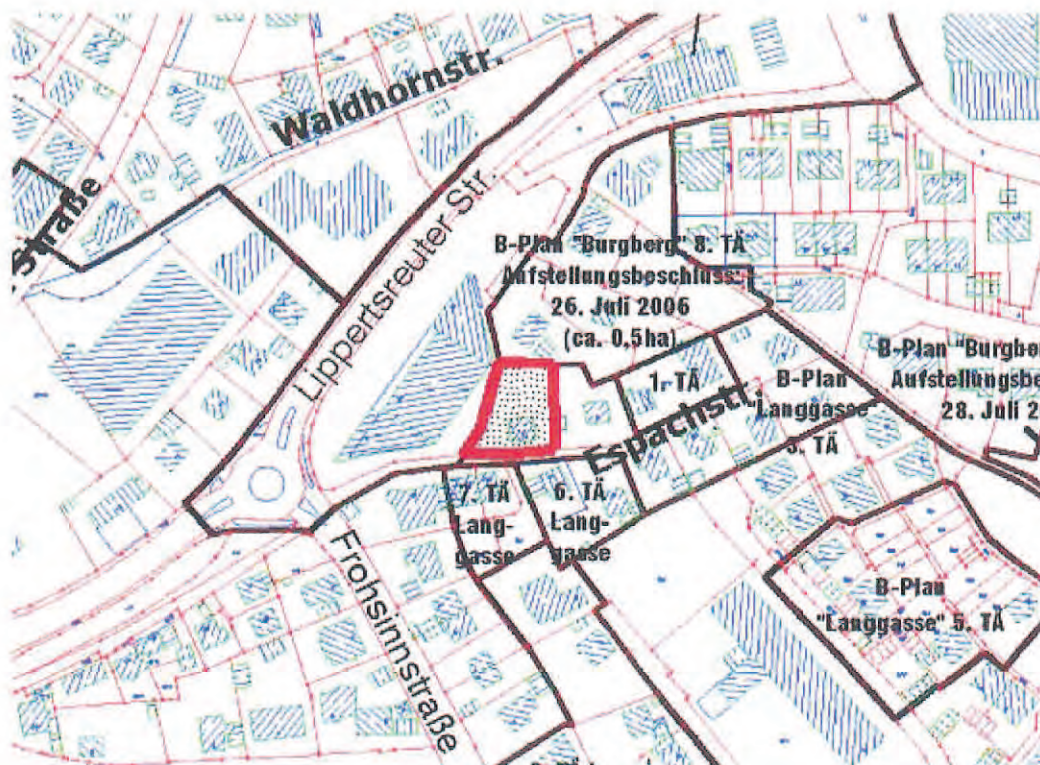 Waldhornstr.
Straße
Lippertsreuter Str.
B-Plan "Burgberg" 8. TÄ
Aufstellungsbeschluss:
26. Juli 2006
(ca. 0,5ha)
1. TÄ
B-Plan
"Langgasse"
3. TÄ
B-Plan "Burgber
Aufstellungsbe
28. Juli 2
Espachstr.
7. TÄ
Lang-
gasse
6. TÄ
Lang-
gasse
Frohsinnstraße
B-Plan
"Langgasse" 5. TÄ